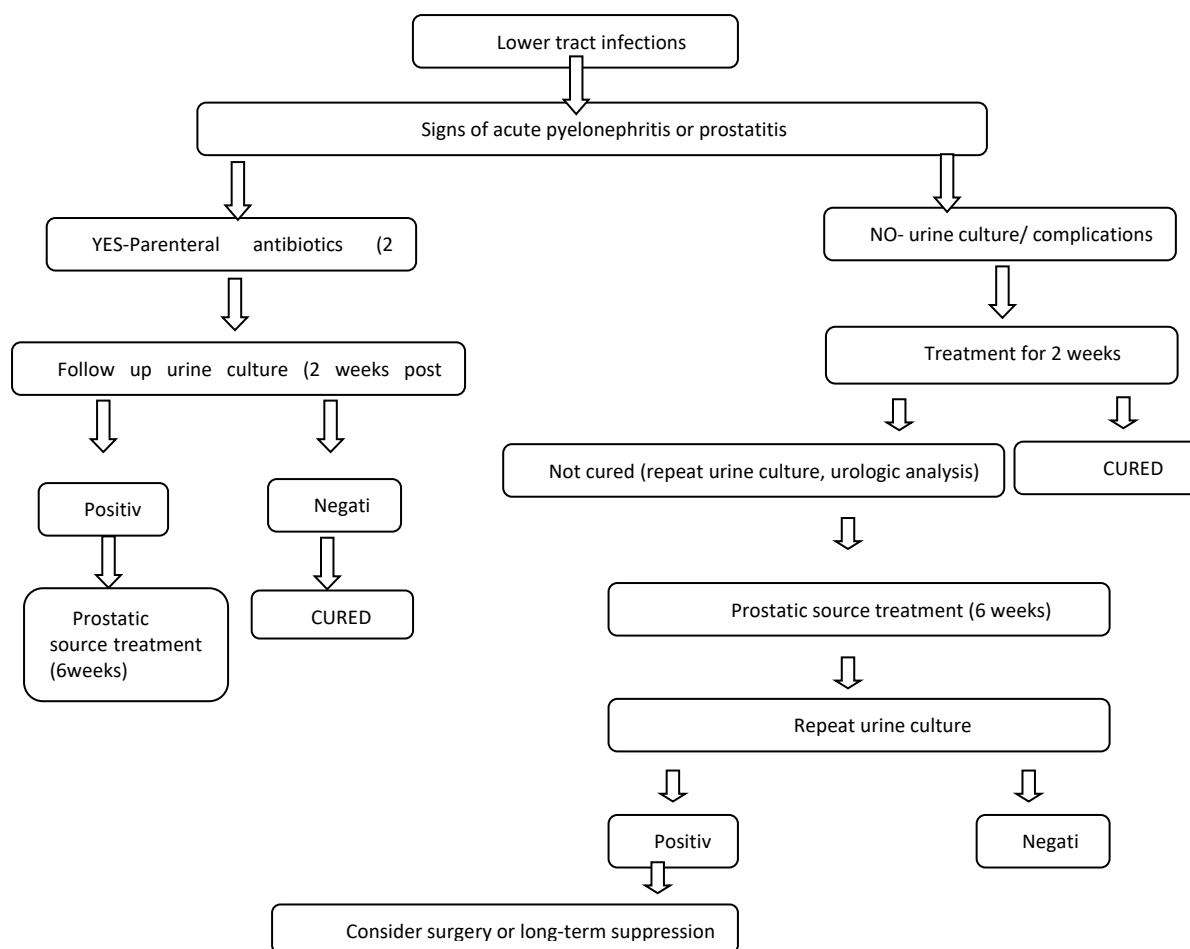 Lower tract infections
Signs of acute pyelonephritis or prostatitis
YES-Parenteral antibiotics (2
NO- urine culture/ complications
Follow up urine culture (2 weeks post
Treatment for 2 weeks
Not cured (repeat urine culture, urologic analysis)
CURED
Positiv
Negati
Prostatic
source treatment
(6weeks)
CURED
Prostatic source treatment (6 weeks)
Repeat urine culture
Positiv
Negati
Consider surgery or long-term suppression